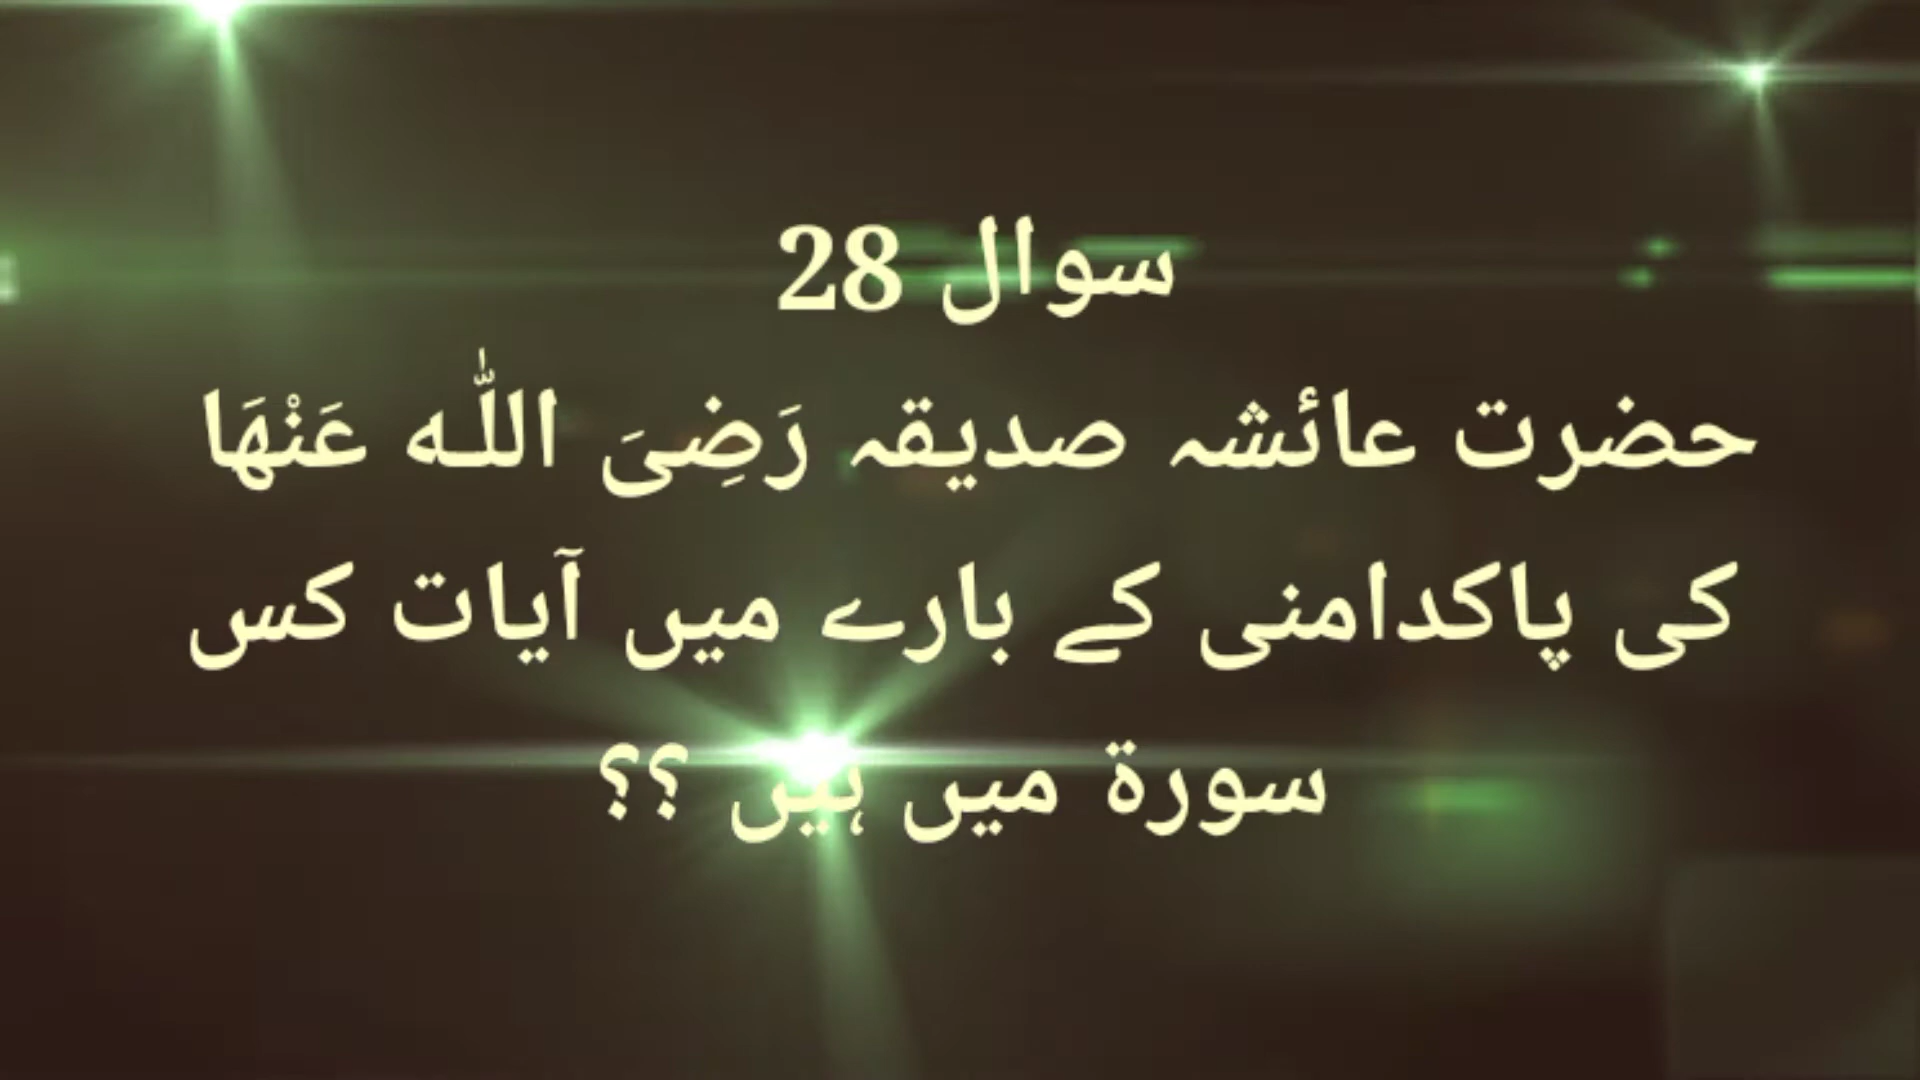 سوال 28
حضرت عائشہ صدیقہ رَضِیَ اللّٰه عَنْهَا
کی پاکدامنی کے بارے میں آیات کس
سورۃ میں ہیں ؟؟